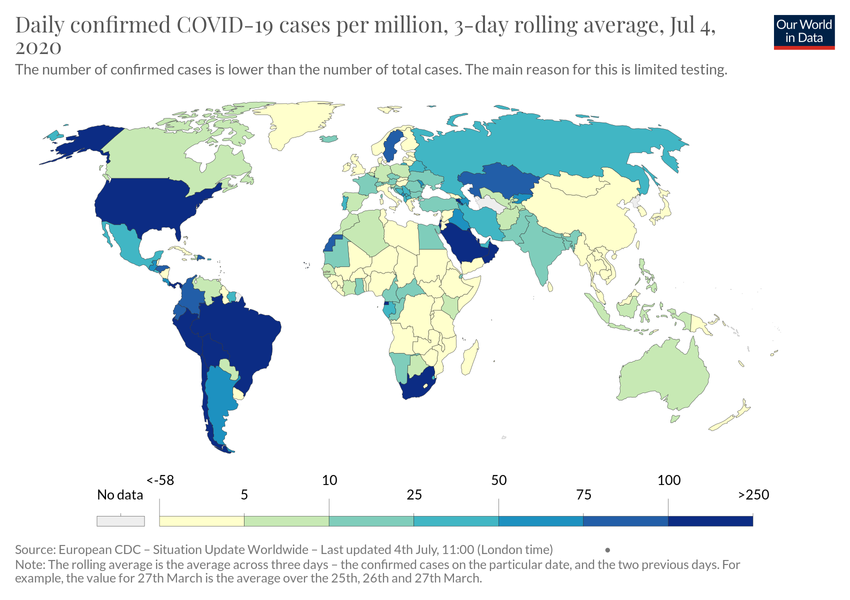 Daily confirmed COVID-19 cases per million, 3-day rolling average, Jul 4,
2020
Our World
in Data
The number of confirmed cases is lower than the number of total cases. The main reason for this is limited testing.
<-58 10 50 100
No data 5 25 75 >250
Source: European CDC – Situation Update Worldwide – Last updated 4th July, 11:00 (London time) •
Note: The rolling average is the average across three days – the confirmed cases on the particular date, and the two previous days. For
example, the value for 27th March is the average over the 25th, 26th and 27th March.